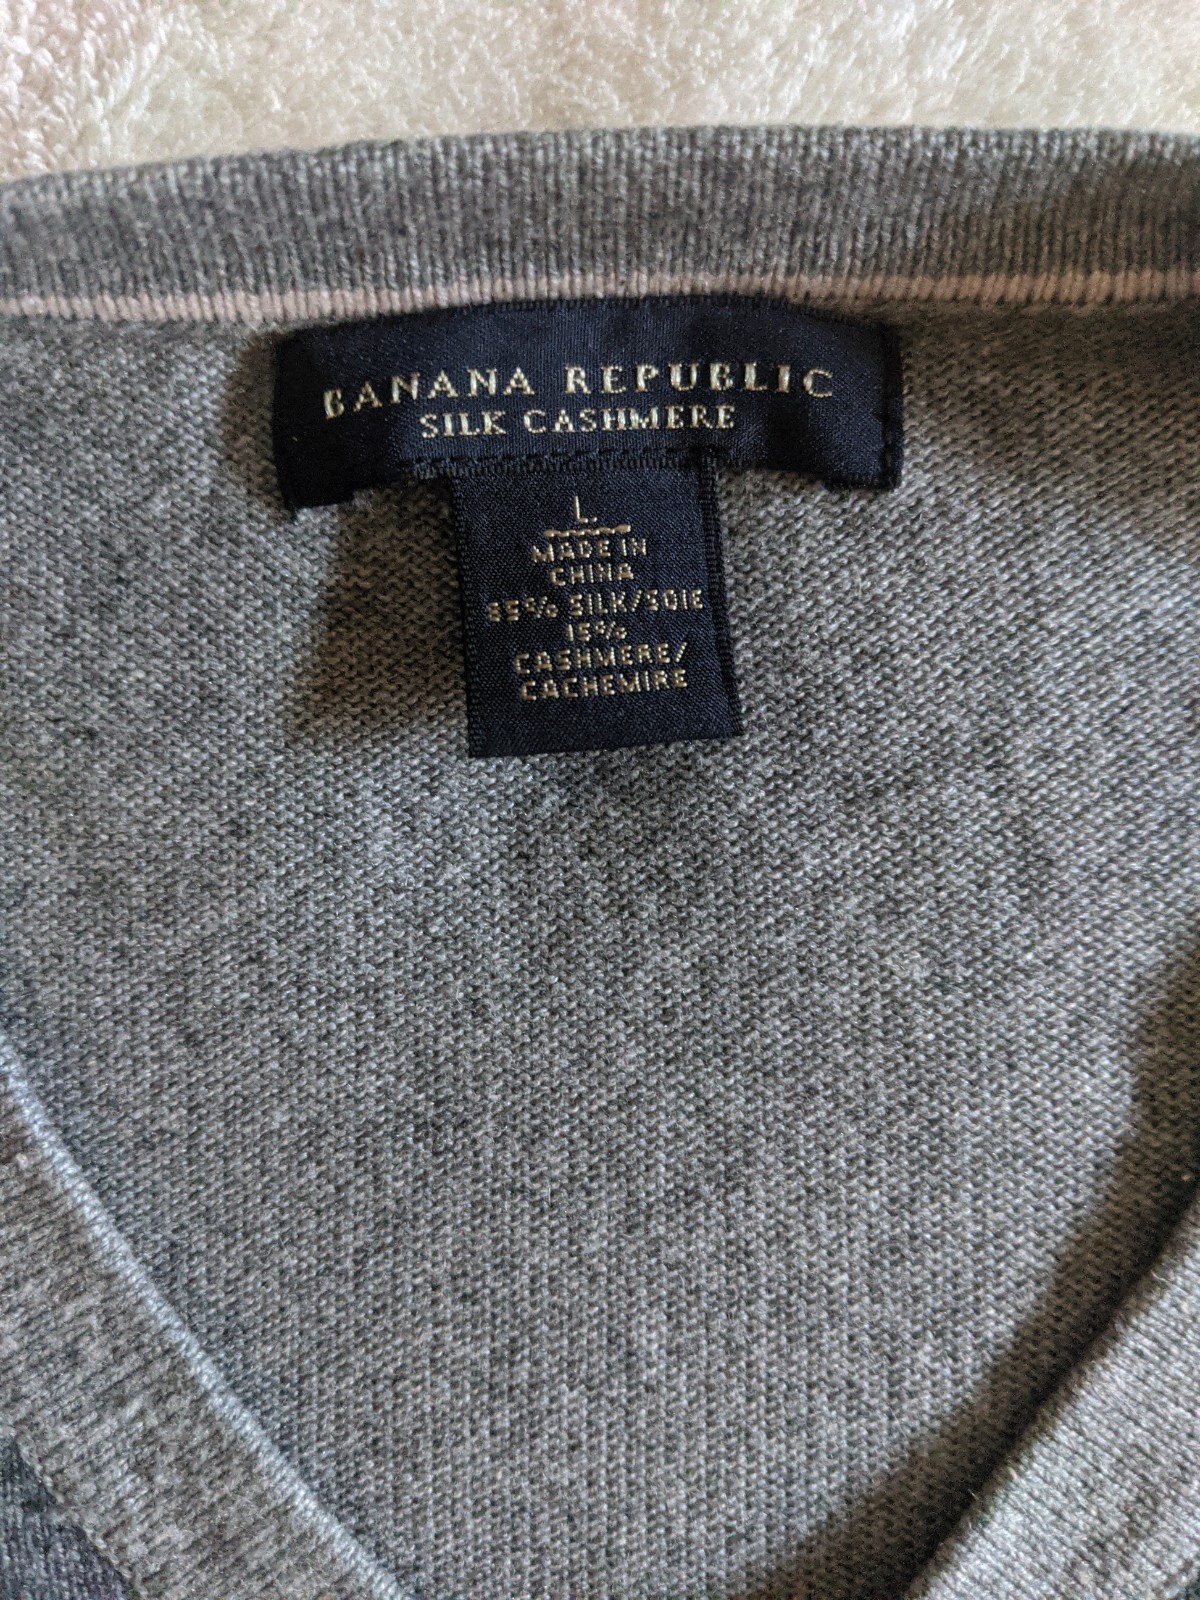 BANANA REPUBLIC
SILK CASHMERE
L
MADE IN
CHINA
85% SILK/SOIE
15%
CASHMERE/
CACHEMIRE